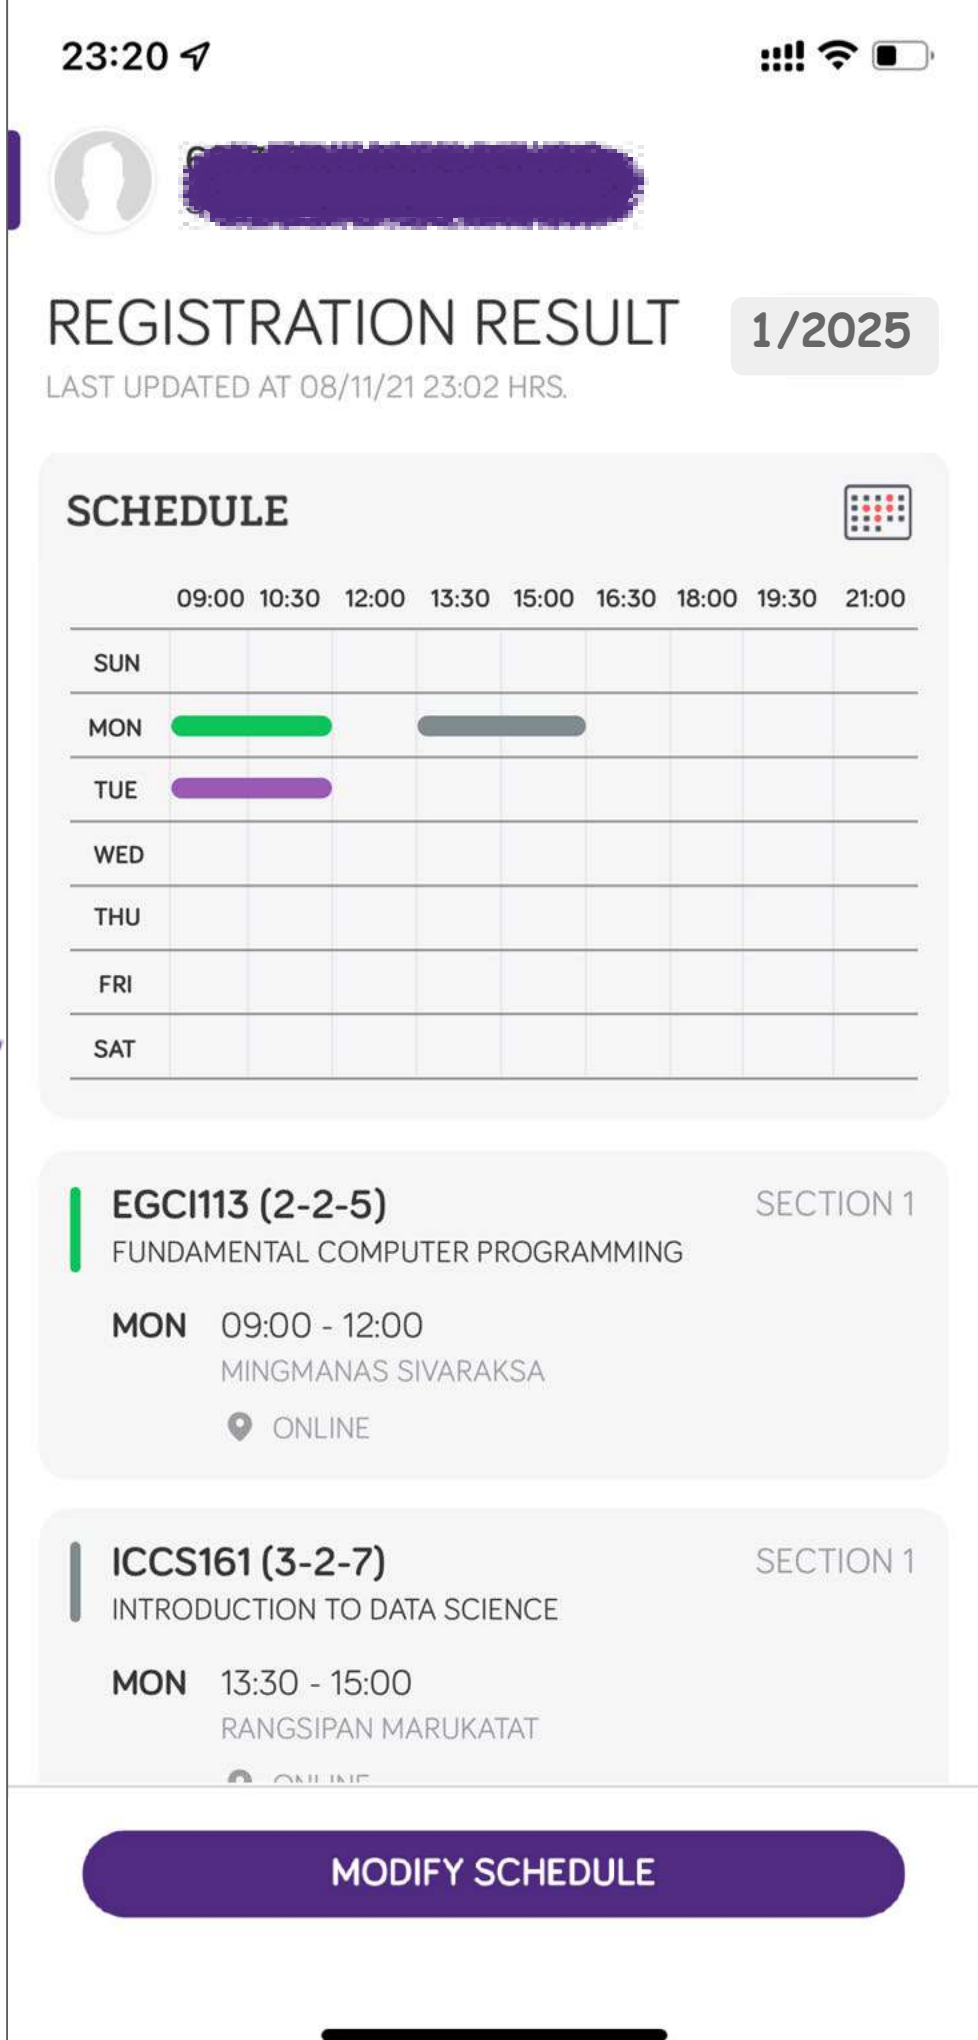 23:20
REGISTRATION RESULT 1/2025
LAST UPDATED AT 08/11/21 23:02 HRS.
SCHEDULE
09:00 10:30 12:00 13:30 15:00 16:30 18:00 19:30 21:00
SUN
MON
TUE
WED
THU
FRI
SAT
EGCI113 (2-2-5) SECTION 1
FUNDAMENTAL COMPUTER PROGRAMMING
MON 09:00 - 12:00
MINGMANAS SIVARAKSA
ONLINE
ICCS161 (3-2-7) SECTION 1
INTRODUCTION TO DATA SCIENCE
MON 13:30 - 15:00
RANGSIPAN MARUKATAT
ONLINE
MODIFY SCHEDULE